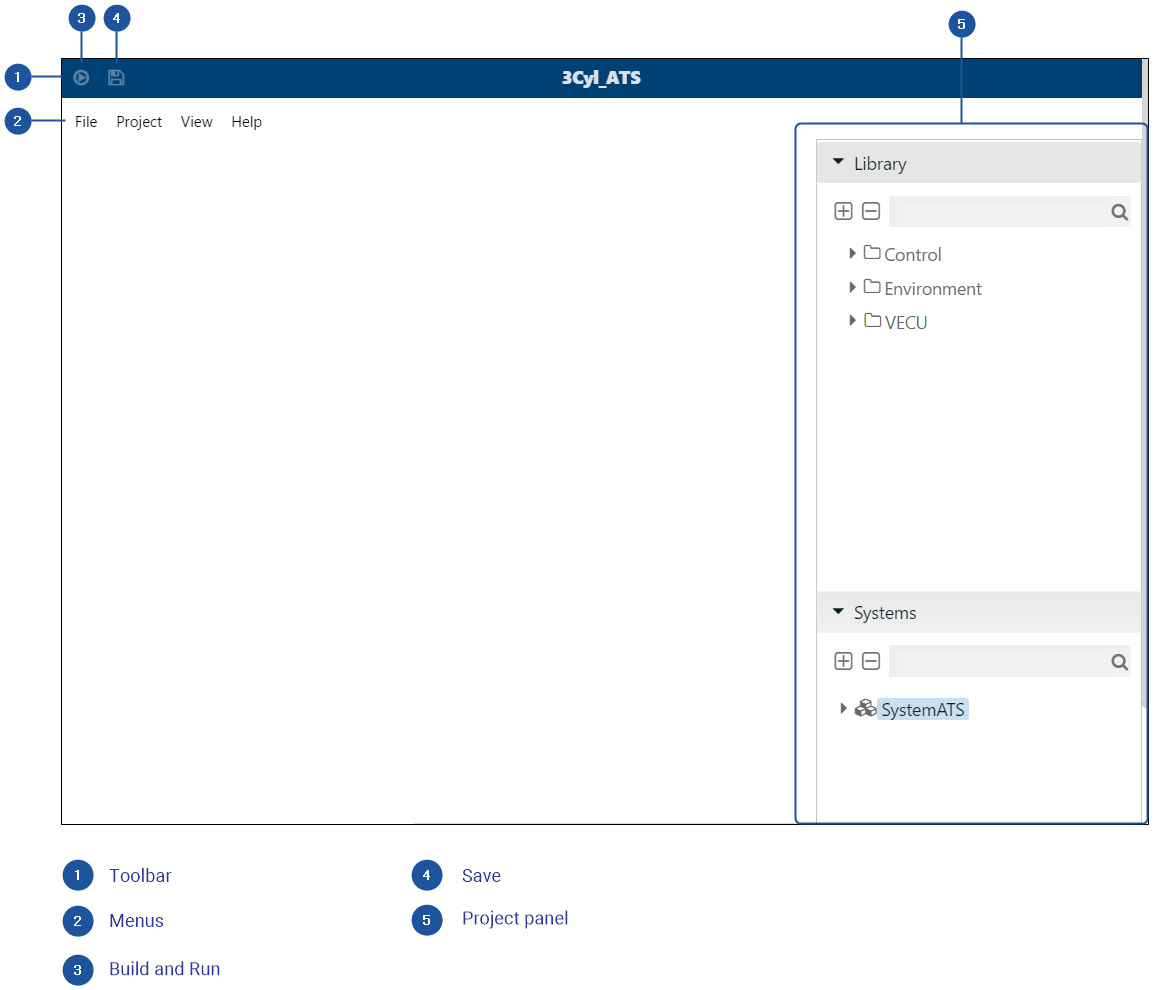 3 4 5
1 3Cyl_ATS
2 File Project View Help
Library
Control
Environment
VECU
Systems
SystemATS
1 Toolbar
2 Menus
3 Build and Run
4 Save
5 Project panel